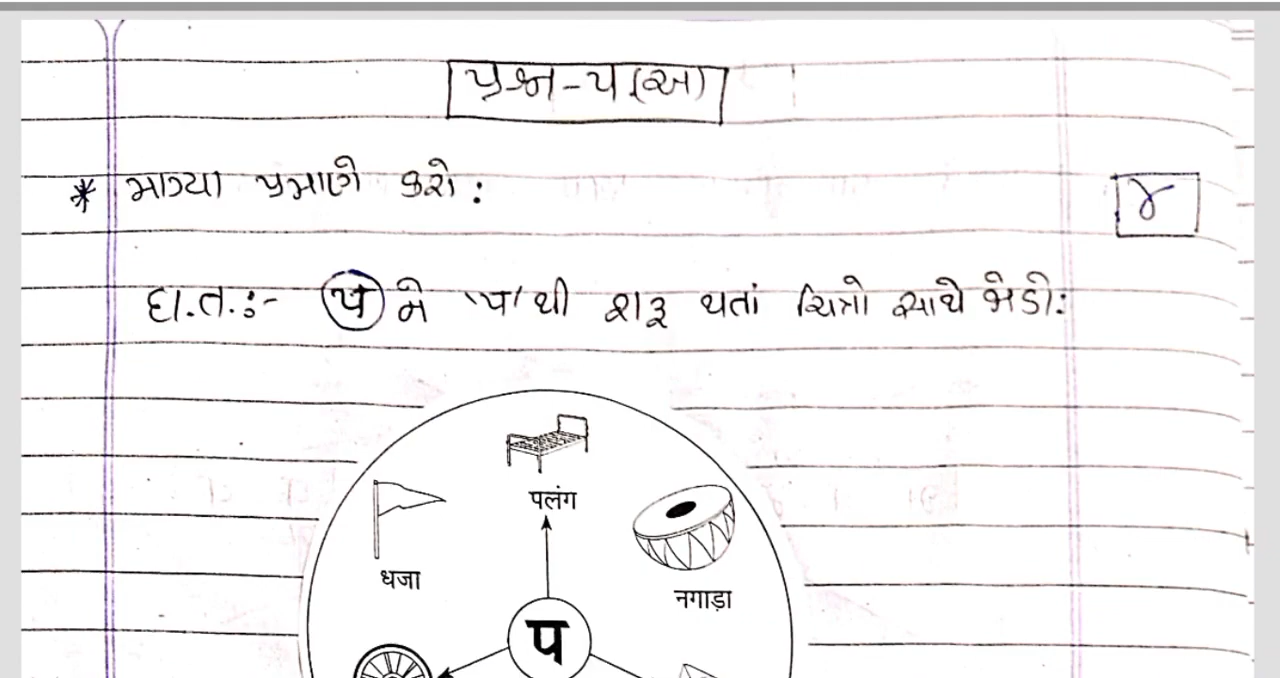 પ્રશ્ન-૫(અ)
* માગ્યા પ્રમાણે કરો :
૪
દા.ત.:- प ને 'प' થી શરૂ થતાં ચિત્રો સાથે જોડો:
पलंग
धजा
नगाड़ा
प